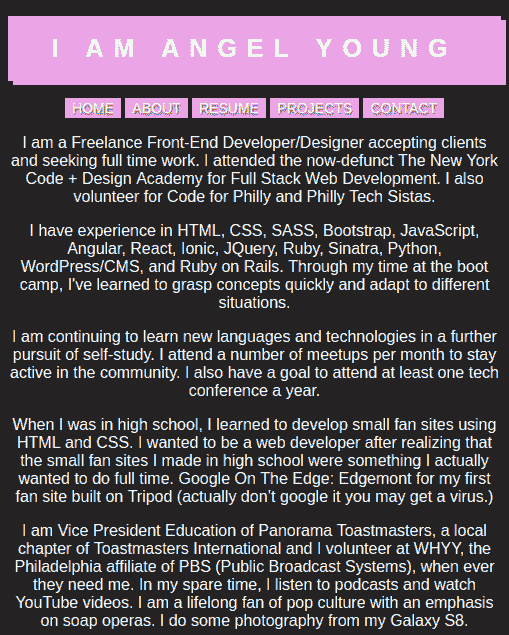 I AM ANGEL YOUNG
HOME ABOUT RESUME PROJECTS CONTACT
I am a Freelance Front-End Developer/Designer accepting clients
and seeking full time work. I attended the now-defunct The New York
Code + Design Academy for Full Stack Web Development. I also
volunteer for Code for Philly and Philly Tech Sistas.
I have experience in HTML, CSS, SASS, Bootstrap, JavaScript,
Angular, React, Ionic, JQuery, Ruby, Sinatra, Python,
WordPress/CMS, and Ruby on Rails. Through my time at the boot
camp, I've learned to grasp concepts quickly and adapt to different
situations.
I am continuing to learn new languages and technologies in a further
pursuit of self-study. I attend a number of meetups per month to stay
active in the community. I also have a goal to attend at least one tech
conference a year.
When I was in high school, I learned to develop small fan sites using
HTML and CSS. I wanted to be a web developer after realizing that
the small fan sites I made in high school were something I actually
wanted to do full time. Google On The Edge: Edgemont for my first
fan site built on Tripod (actually don't google it you may get a virus.)
I am Vice President Education of Panorama Toastmasters, a local
chapter of Toastmasters International and I volunteer at WHYY, the
Philadelphia affiliate of PBS (Public Broadcast Systems), when ever
they need me. In my spare time, I listen to podcasts and watch
YouTube videos. I am a lifelong fan of pop culture with an emphasis
on soap operas. I do some photography from my Galaxy S8.